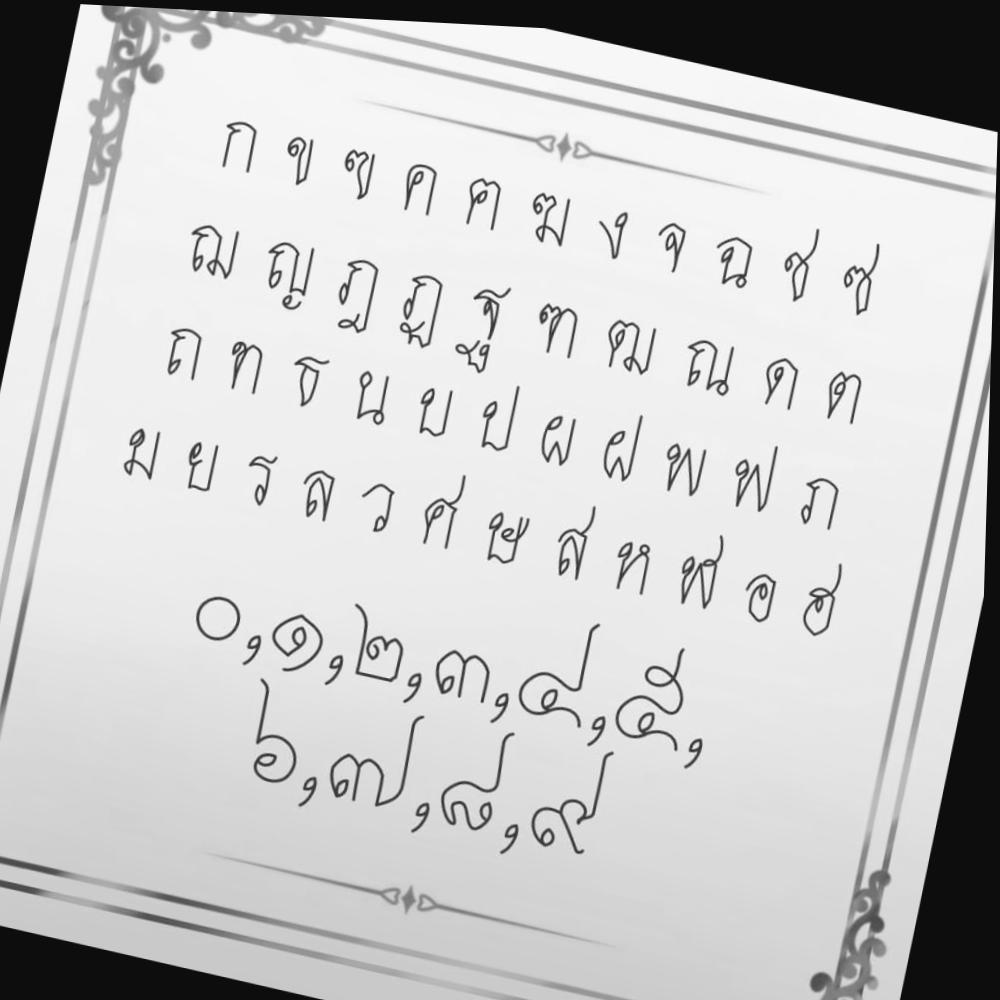 ก ข ฃ ค ฅ ฆ ง จ ฉ ช ซ
ฌ ญ ฎ ฏ ฐ ฑ ฒ ณ ด ต
ถ ท ธ น บ ป ผ ฝ พ ฟ ภ
ม ย ร ล ว ศ ษ ส ห ฬ อ ฮ
๐,๑,๒,๓,๔,๕,
๖,๗,๘,๙